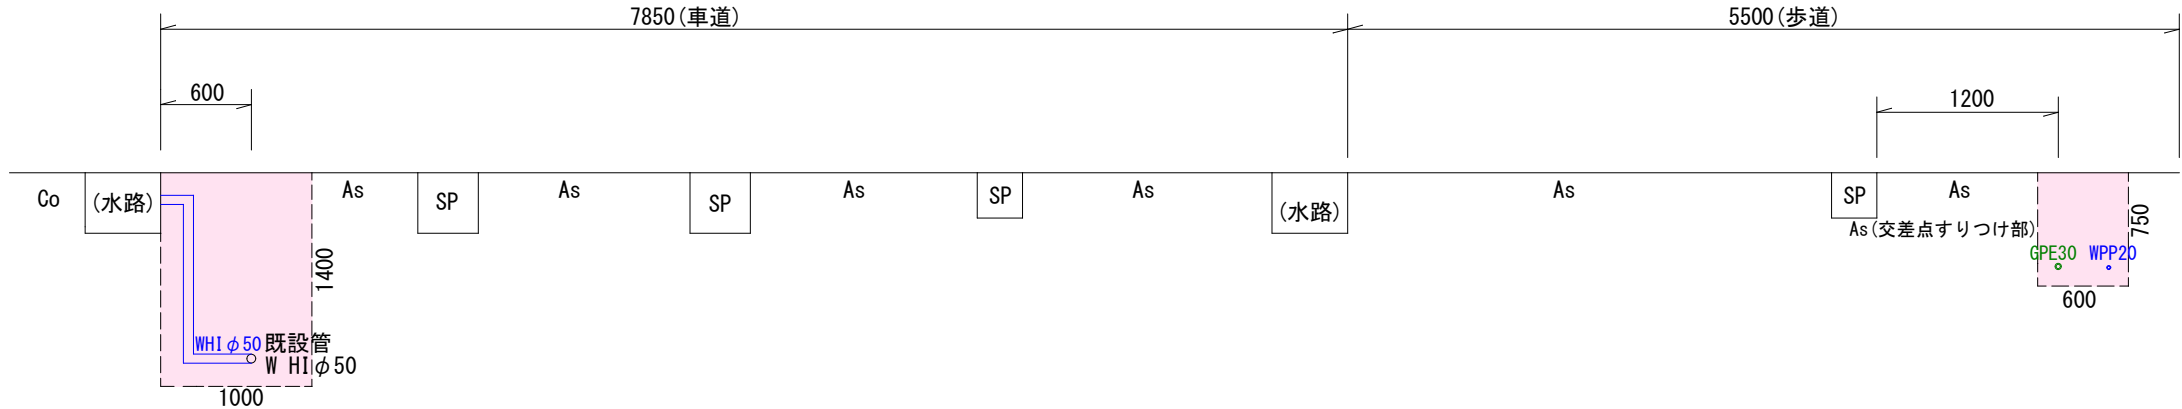 7850(車道)
5500(歩道)
600
1200
Co
(水路)
As
SP
As
SP
As
SP
As
(水路)
As
SP
As
As(交差点すりつけ部)
750
GPE30
WPP20
600
1400
WHIφ50
既設管
W HIφ50
1000